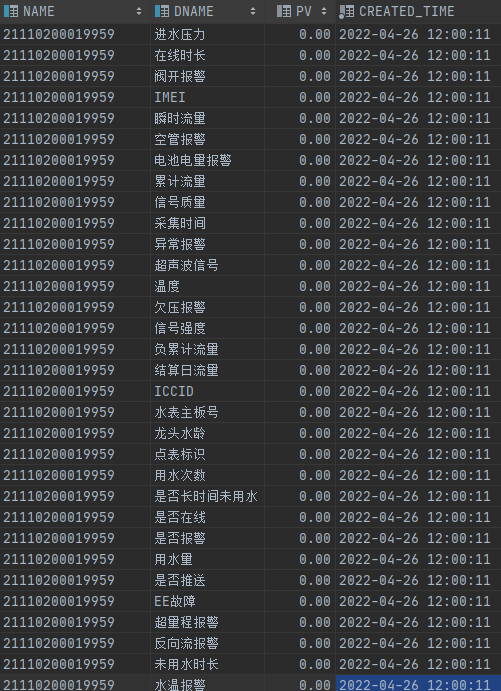 NAME DNAME PV CREATED_TIME
21110200019959 进水压力 0.00 2022-04-26 12:00:11
21110200019959 在线时长 0.00 2022-04-26 12:00:11
21110200019959 阀开报警 0.00 2022-04-26 12:00:11
21110200019959 IMEI 0.00 2022-04-26 12:00:11
21110200019959 瞬时流量 0.00 2022-04-26 12:00:11
21110200019959 空管报警 0.00 2022-04-26 12:00:11
21110200019959 电池电量报警 0.00 2022-04-26 12:00:11
21110200019959 累计流量 0.00 2022-04-26 12:00:11
21110200019959 信号质量 0.00 2022-04-26 12:00:11
21110200019959 采集时间 0.00 2022-04-26 12:00:11
21110200019959 异常报警 0.00 2022-04-26 12:00:11
21110200019959 超声波信号 0.00 2022-04-26 12:00:11
21110200019959 温度 0.00 2022-04-26 12:00:11
21110200019959 欠压报警 0.00 2022-04-26 12:00:11
21110200019959 信号强度 0.00 2022-04-26 12:00:11
21110200019959 负累计流量 0.00 2022-04-26 12:00:11
21110200019959 结算日流量 0.00 2022-04-26 12:00:11
21110200019959 ICCID 0.00 2022-04-26 12:00:11
21110200019959 水表主板号 0.00 2022-04-26 12:00:11
21110200019959 龙头水龄 0.00 2022-04-26 12:00:11
21110200019959 点表标识 0.00 2022-04-26 12:00:11
21110200019959 用水次数 0.00 2022-04-26 12:00:11
21110200019959 是否长时间未用水 0.00 2022-04-26 12:00:11
21110200019959 是否在线 0.00 2022-04-26 12:00:11
21110200019959 是否报警 0.00 2022-04-26 12:00:11
21110200019959 用水量 0.00 2022-04-26 12:00:11
21110200019959 是否推送 0.00 2022-04-26 12:00:11
21110200019959 EE故障 0.00 2022-04-26 12:00:11
21110200019959 超量程报警 0.00 2022-04-26 12:00:11
21110200019959 反向流报警 0.00 2022-04-26 12:00:11
21110200019959 未用水时长 0.00 2022-04-26 12:00:11
21110200019959 水温报警 0.00 2022-04-26 12:00:11